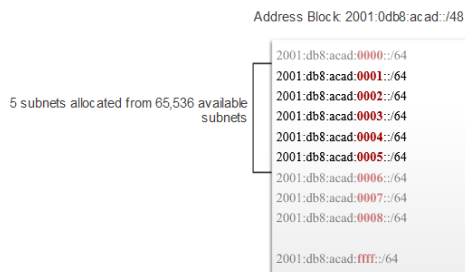 Address Block: 2001:0db8:acad::/48
2001:db8:acad:0000::/64
2001:db8:acad:0001::/64
5 subnets allocated from 65,536 available
subnets
2001:db8:acad:0002::/64
2001:db8:acad:0003::/64
2001:db8:acad:0004::/64
2001:db8:acad:0005::/64
2001:db8:acad:0006::/64
2001:db8:acad:0007::/64
2001:db8:acad:0008::/64
2001:db8:acad:ffff::/64